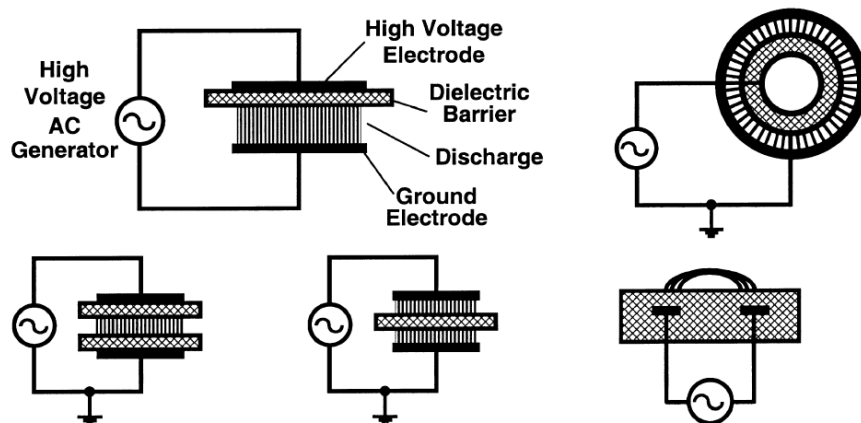 High Voltage
Electrode
High
Voltage
AC
Generator
Dielectric
Barrier
Discharge
Ground
Electrode